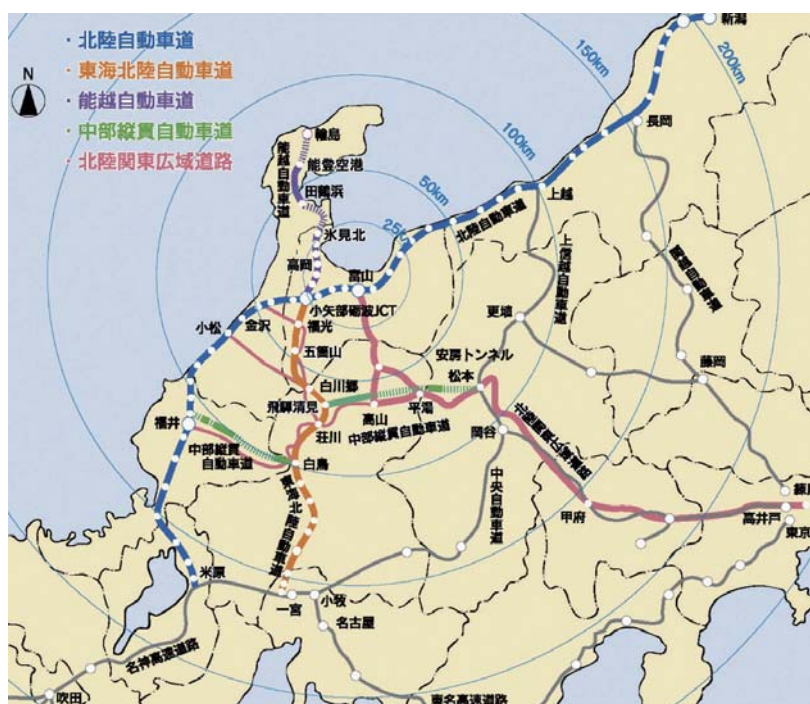 ・北陸自動車道
・東海北陸自動車道
・能越自動車道
・中部縦貫自動車道
・北陸関東広域道路
N
新潟
200km
150km
長岡
100km
50km
25
上越
北陸自動車道
輪島
能登空港
能越自動車道
田鶴浜
氷見北
高岡
富山
小矢部砺波JCT
上信越自動車道
更埴
藤岡
小松
金沢
福光
五箇山
白川郷
安房トンネル
松本
飛騨清見
高山
平湯
中部縦貫自動車道
荘川
岡谷
北陸関東広域道路
福井
中部縦貫
自動車道
白鳥
東海北陸自動車道
中央自動車道
甲府
高井戸
東京
米原
一宮
小牧
名古屋
名神高速道路
吹田
東名高速道路